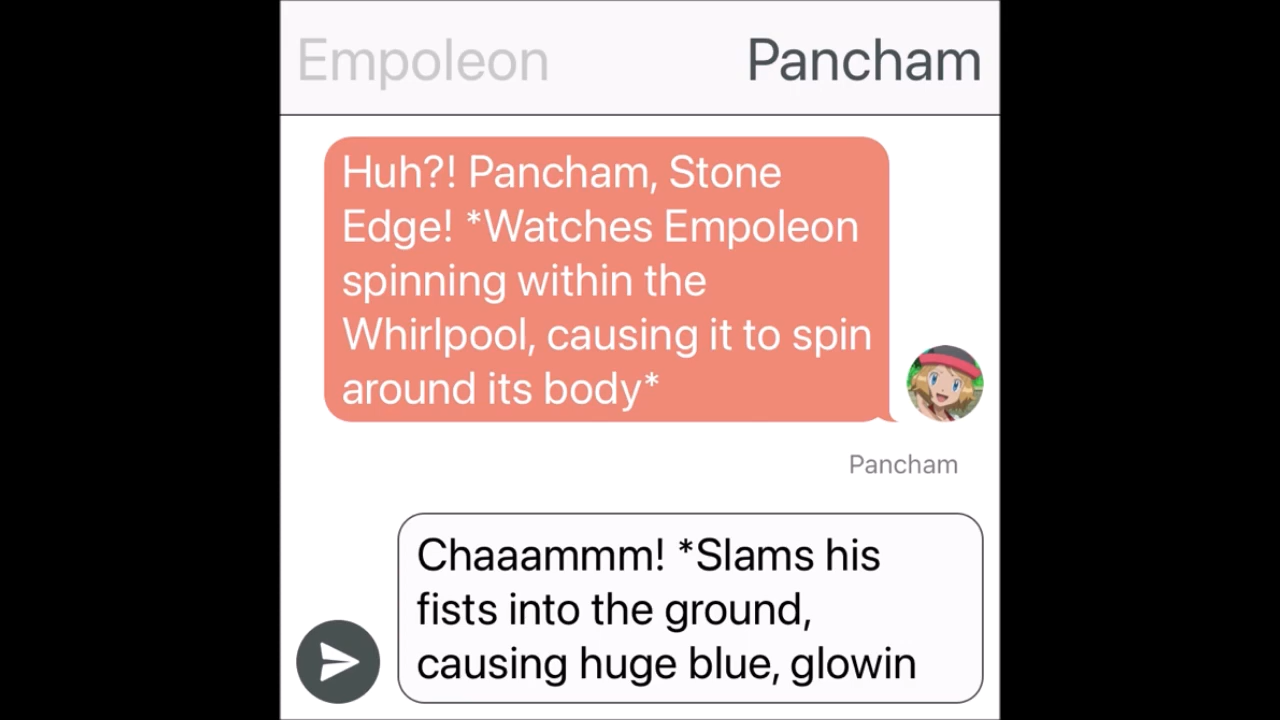 Empoleon Pancham
Huh?! Pancham, Stone
Edge! *Watches Empoleon
spinning within the
Whirlpool, causing it to spin
around its body*
Pancham
Chaaammm! *Slams his
fists into the ground,
causing huge blue, glowin